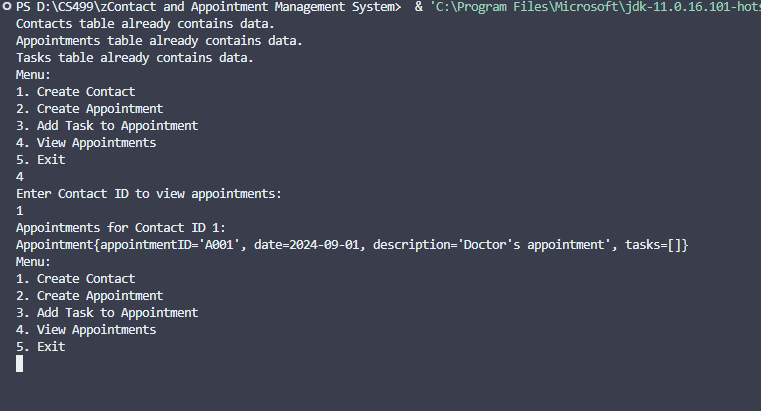 PS D:\CS499\zContact and Appointment Management System>  & 'C:\Program Files\Microsoft\jdk-11.0.16.101-hots
Contacts table already contains data.
Appointments table already contains data.
Tasks table already contains data.
Menu:
1. Create Contact
2. Create Appointment
3. Add Task to Appointment
4. View Appointments
5. Exit
4
Enter Contact ID to view appointments:
1
Appointments for Contact ID 1:
Appointment{appointmentID='A001', date=2024-09-01, description='Doctor's appointment', tasks=[]}
Menu:
1. Create Contact
2. Create Appointment
3. Add Task to Appointment
4. View Appointments
5. Exit